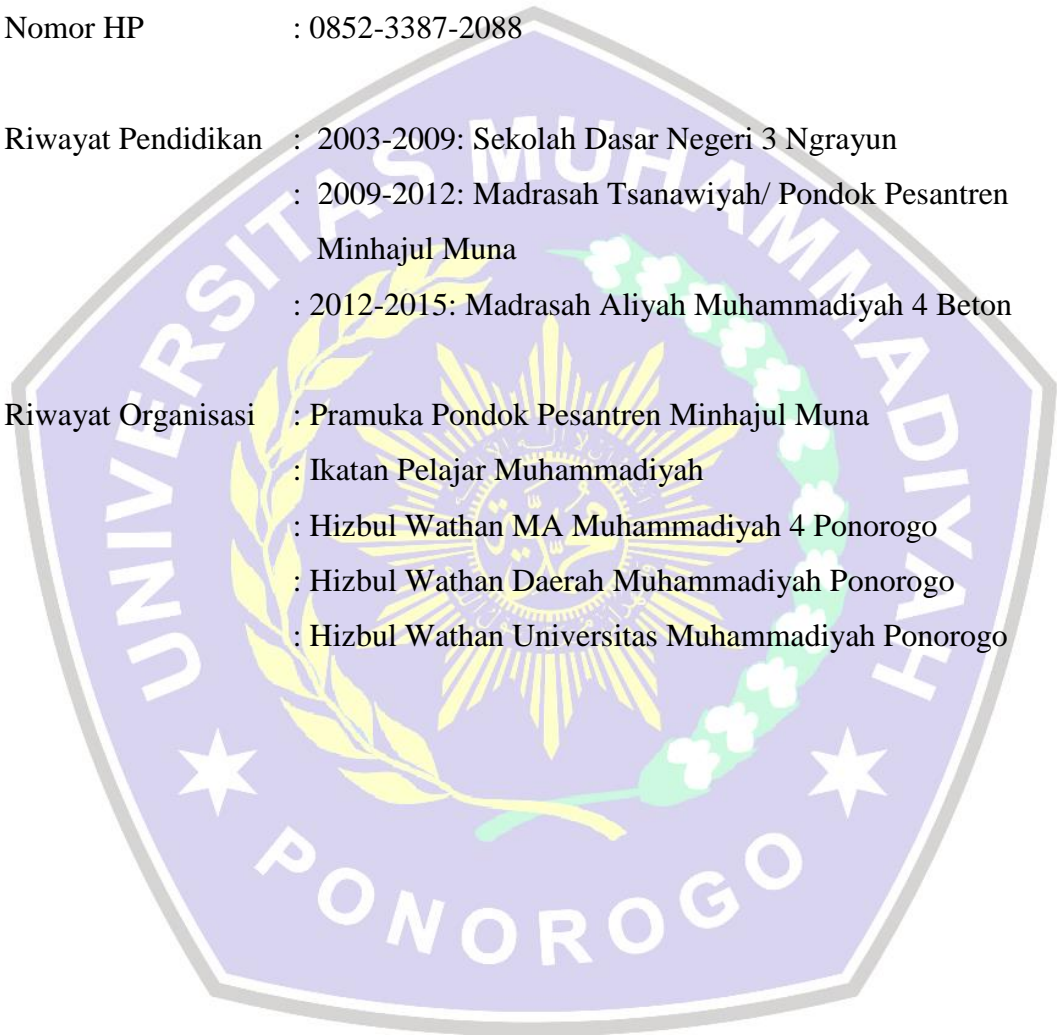 Nomor HP : 0852-3387-2088
Riwayat Pendidikan : 2003-2009: Sekolah Dasar Negeri 3 Ngrayun
: 2009-2012: Madrasah Tsanawiyah/ Pondok Pesantren
Minhajul Muna
: 2012-2015: Madrasah Aliyah Muhammadiyah 4 Beton
Riwayat Organisasi : Pramuka Pondok Pesantren Minhajul Muna
: Ikatan Pelajar Muhammadiyah
: Hizbul Wathan MA Muhammadiyah 4 Ponorogo
: Hizbul Wathan Daerah Muhammadiyah Ponorogo
: Hizbul Wathan Universitas Muhammadiyah Ponorogo
UNIVERSITAS MUHAMMADIYAH
PONOROGO